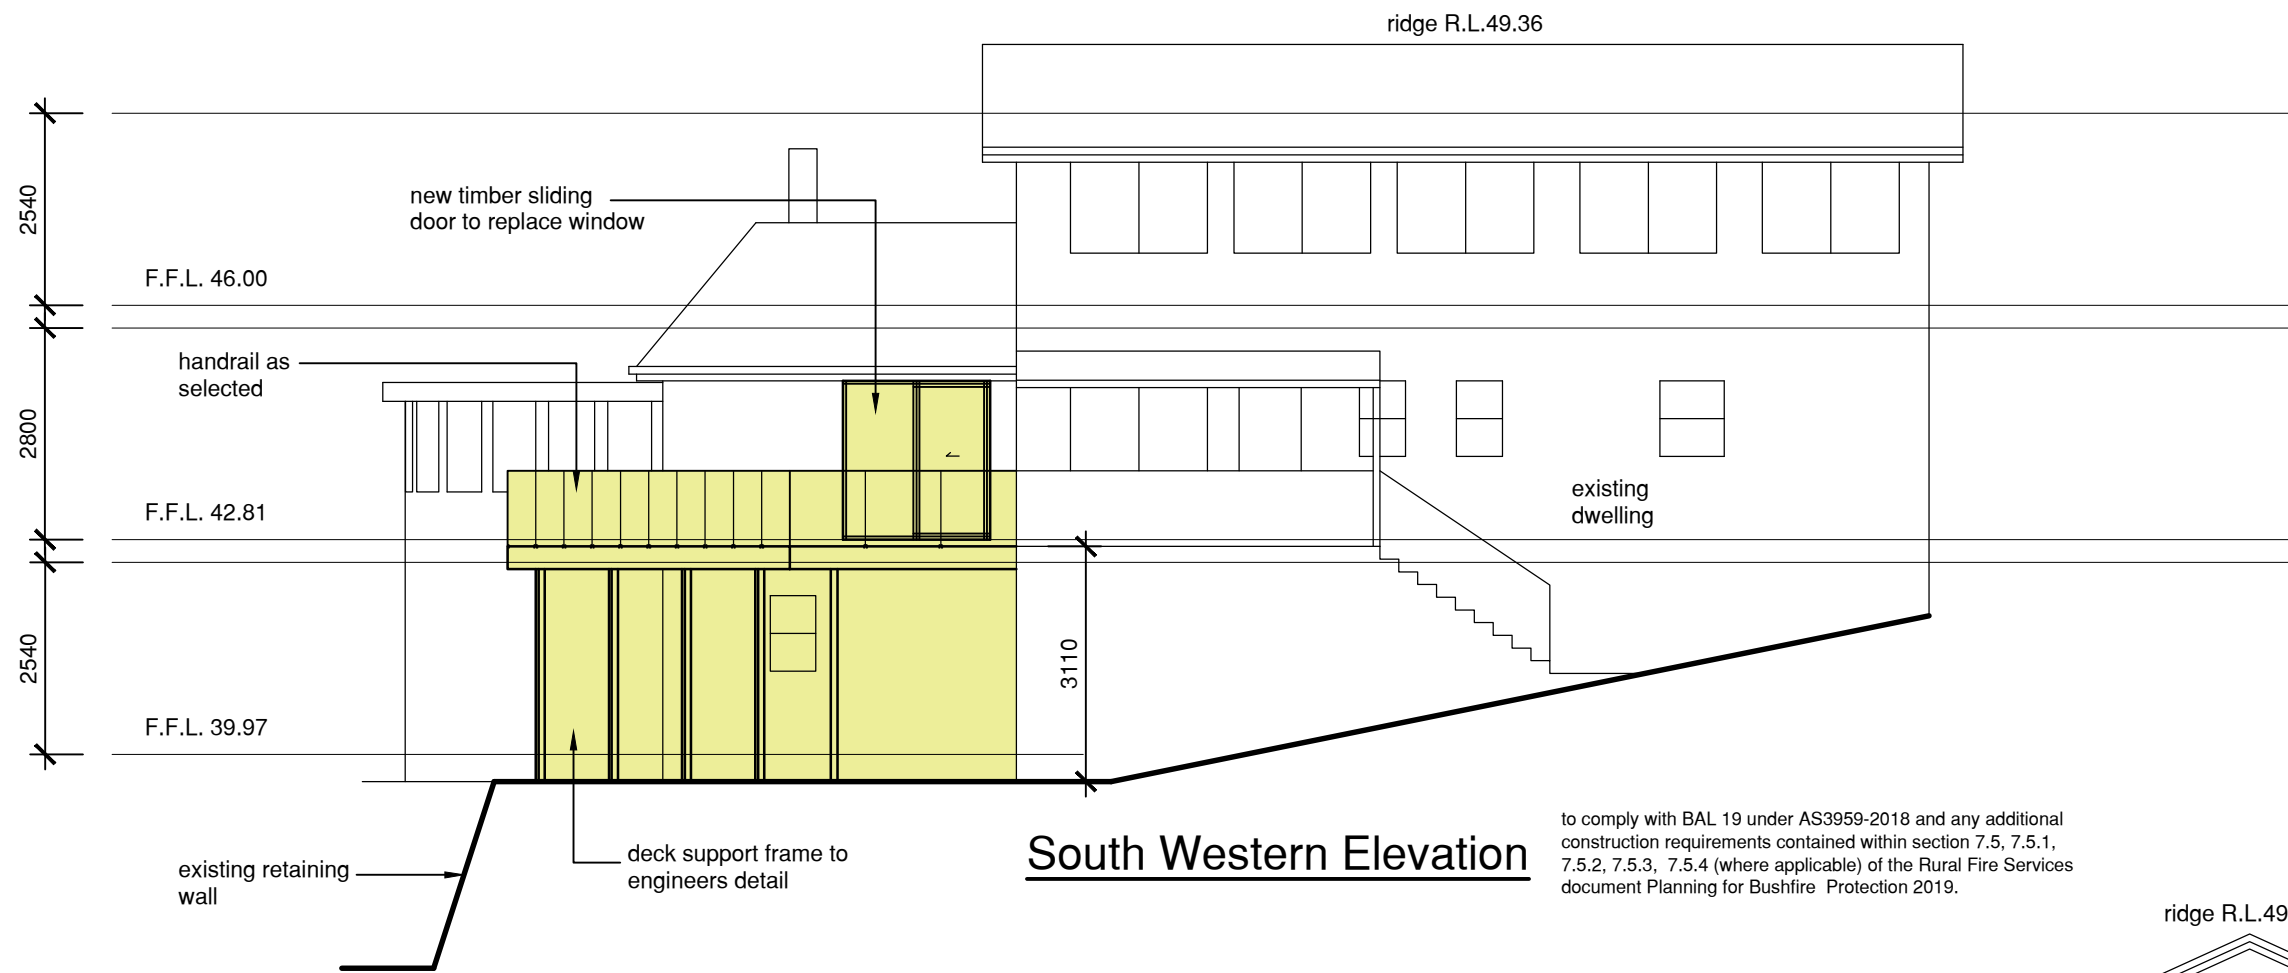 ridge R.L.49.36
new timber sliding
door to replace window
2540
F.F.L. 46.00
handrail as
selected
2800
F.F.L. 42.81
existing
dwelling
2540
3110
F.F.L. 39.97
existing retaining
wall
deck support frame to
engineers detail
South Western Elevation
to comply with BAL 19 under AS3959-2018 and any additional
construction requirements contained within section 7.5, 7.5.1,
7.5.2, 7.5.3,  7.5.4 (where applicable) of the Rural Fire Services
document Planning for Bushfire  Protection 2019.
ridge R.L.49